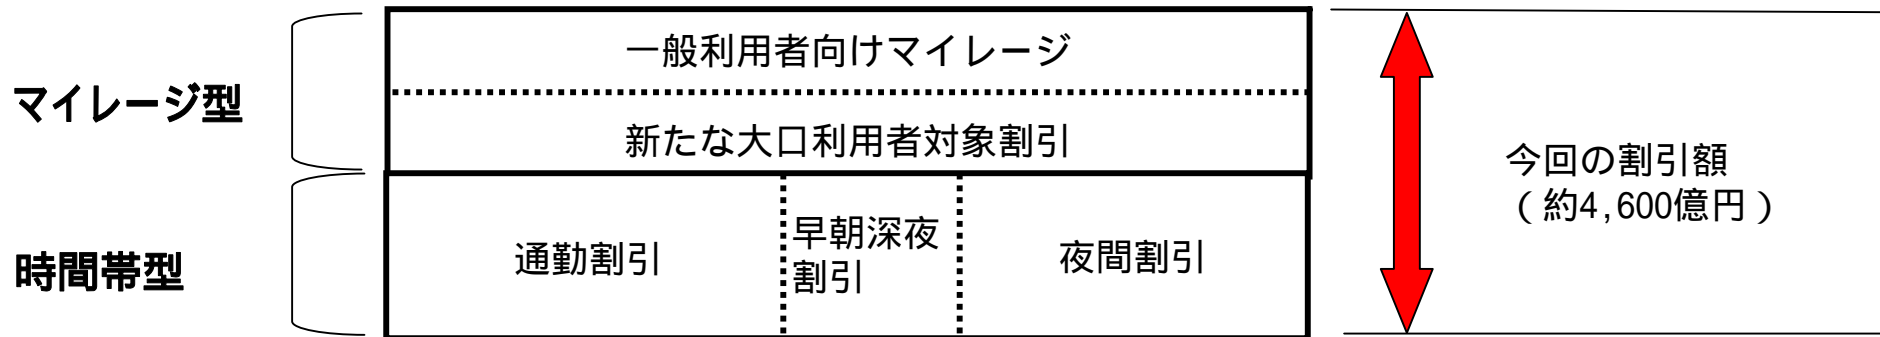 マイレージ型
一般利用者向けマイレージ
新たな大口利用者対象割引
時間帯型
通勤割引
早朝深夜
割引
夜間割引
今回の割引額
（約4,600億円）